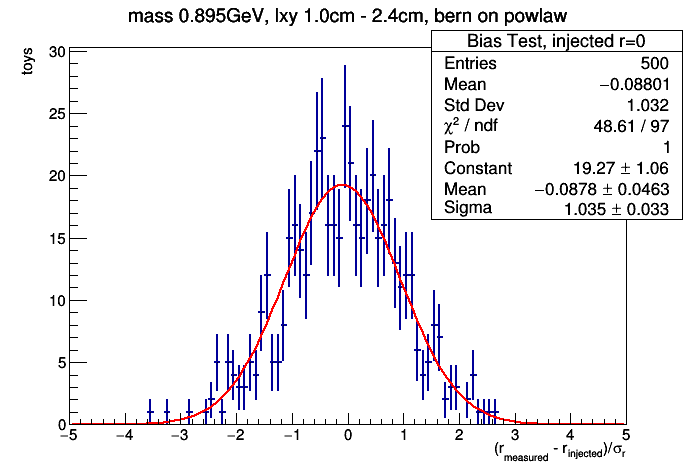 mass 0.895GeV, lxy 1.0cm - 2.4cm, bern on powlaw
toys
Bias Test, injected r=0
Entries 500
Mean −0.08801
Std Dev 1.032
χ² / ndf 48.61 / 97
Prob 1
Constant 19.27 ± 1.06
Mean −0.0878 ± 0.0463
Sigma 1.035 ± 0.033
30
25
20
15
10
5
0
−5 −4 −3 −2 −1 0 1 2 3 4 5
(r_measured - r_injected)/σ_r